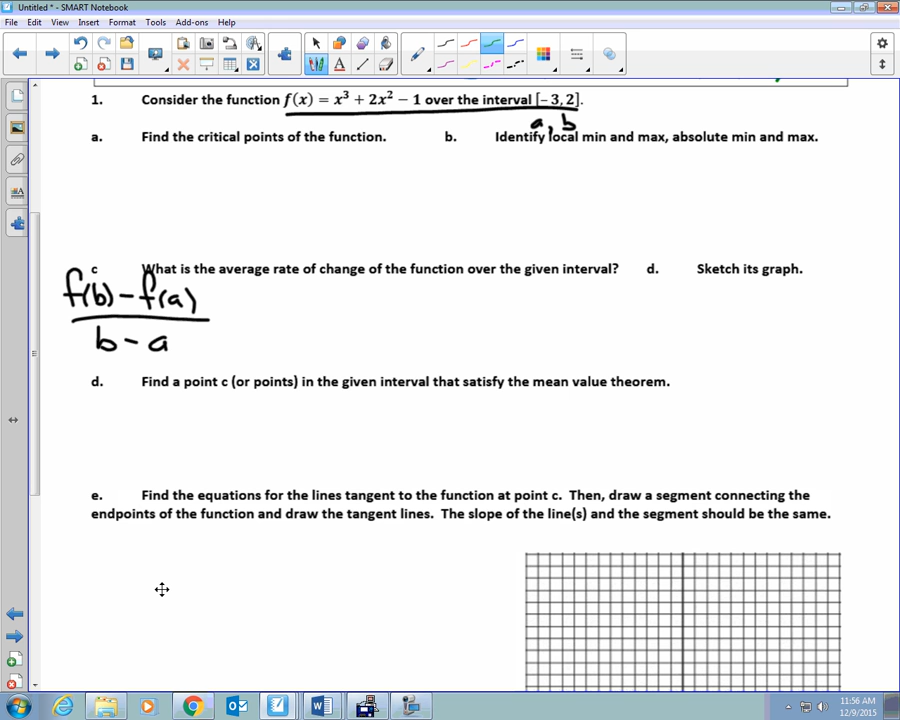 Untitled * - SMART Notebook
File Edit View Insert Format Tools Add-ons Help
1. Consider the function f(x) = x³ + 2x² − 1 over the interval [−3, 2].
a, b
a. Find the critical points of the function. b. Identify local min and max, absolute min and max.
c What is the average rate of change of the function over the given interval? d. Sketch its graph.
f(b) − f(a)
b − a
d. Find a point c (or points) in the given interval that satisfy the mean value theorem.
e. Find the equations for the lines tangent to the function at point c. Then, draw a segment connecting the
endpoints of the function and draw the tangent lines. The slope of the line(s) and the segment should be the same.
11:56 AM
12/9/2015